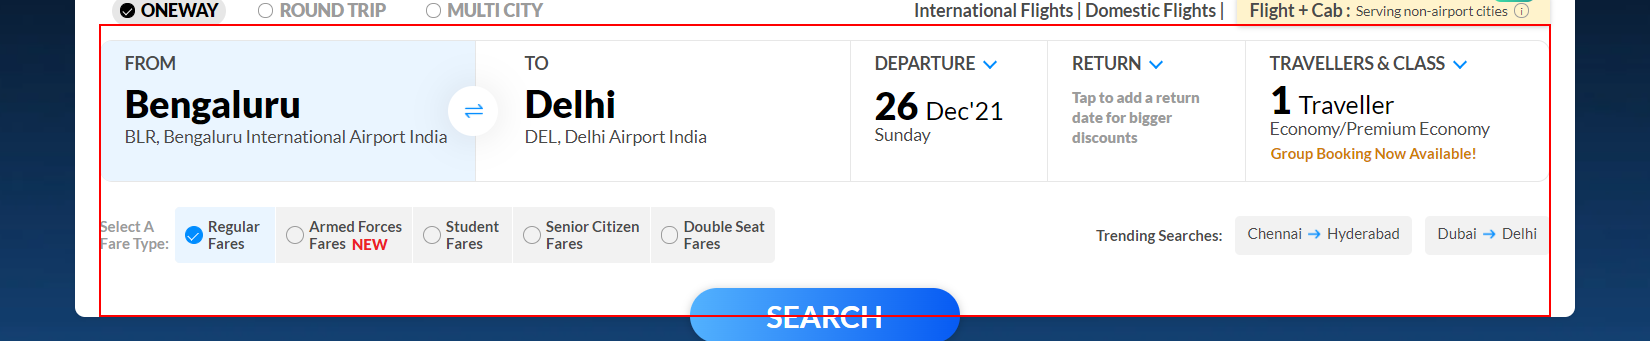 ONEWAY ROUND TRIP MULTI CITY International Flights | Domestic Flights | Flight + Cab : Serving non-airport cities
FROM TO DEPARTURE RETURN TRAVELLERS & CLASS
Bengaluru Delhi 26 Dec'21 Tap to add a return 1 Traveller
BLR, Bengaluru International Airport India DEL, Delhi Airport India Sunday date for bigger Economy/Premium Economy
discounts Group Booking Now Available!
Select A Regular Armed Forces Student Senior Citizen Double Seat
Fare Type: Fares Fares NEW Fares Fares Fares Trending Searches: Chennai → Hyderabad Dubai → Delhi
SEARCH